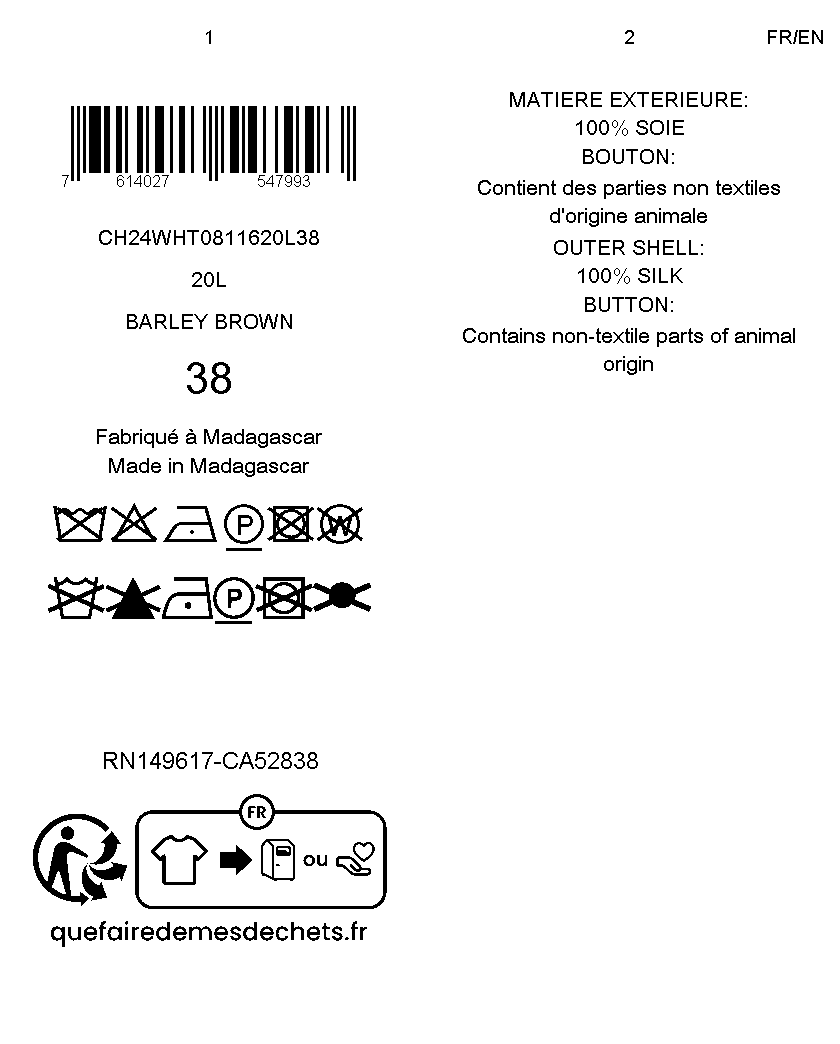 1
7 614027 547993
CH24WHT0811620L38
20L
BARLEY BROWN
38
Fabriqué à Madagascar
Made in Madagascar
P W
P
RN149617-CA52838
FR
ou
quefairedemesdechets.fr
2
FR/EN
MATIERE EXTERIEURE:
100% SOIE
BOUTON:
Contient des parties non textiles
d'origine animale
OUTER SHELL:
100% SILK
BUTTON:
Contains non-textile parts of animal
origin